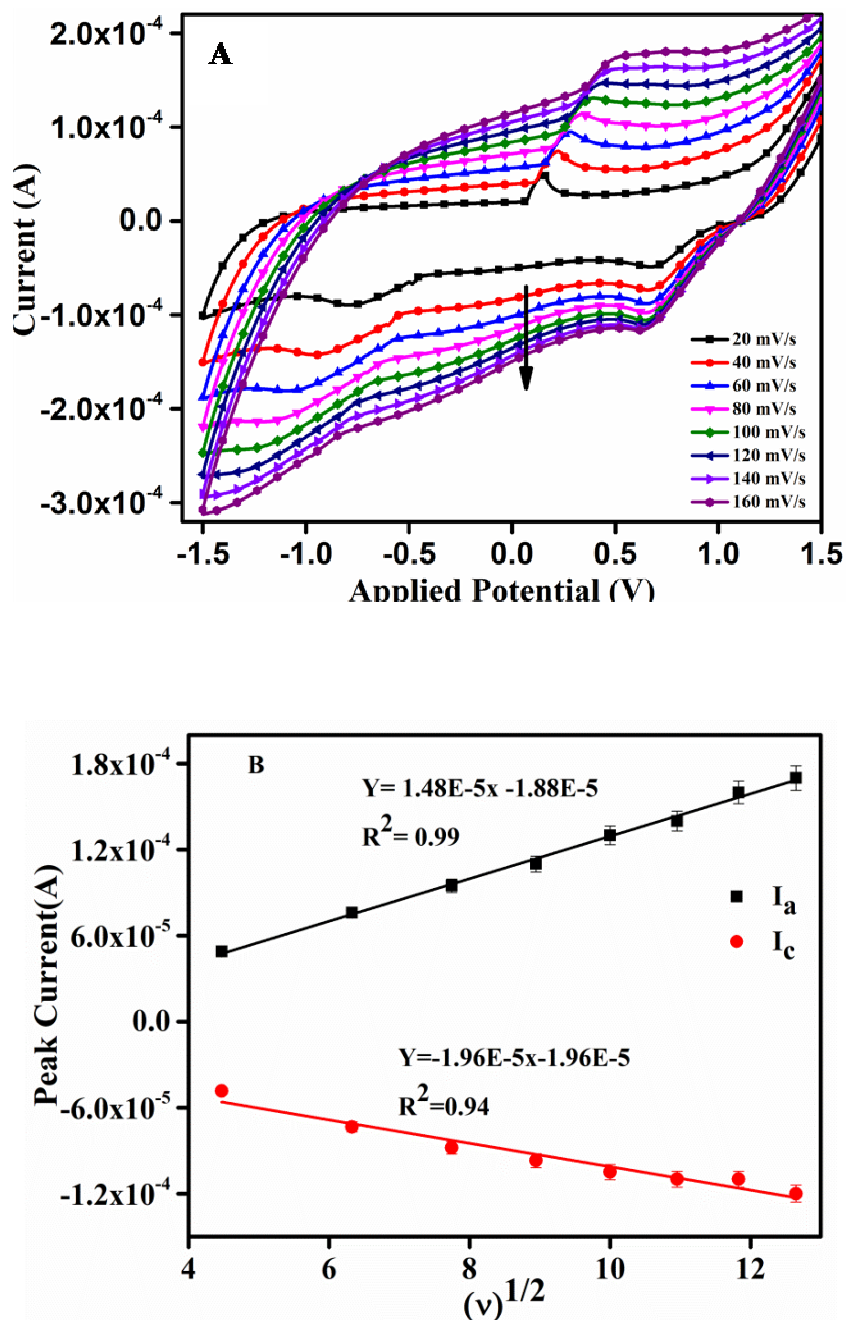 A
2.0x10⁻⁴
1.0x10⁻⁴
0.0
-1.0x10⁻⁴
-2.0x10⁻⁴
-3.0x10⁻⁴
Current (A)
20 mV/s
40 mV/s
60 mV/s
80 mV/s
100 mV/s
120 mV/s
140 mV/s
160 mV/s
-1.5 -1.0 -0.5 0.0 0.5 1.0 1.5
Applied Potential (V)
B
1.8x10⁻⁴
1.2x10⁻⁴
6.0x10⁻⁵
0.0
-6.0x10⁻⁵
-1.2x10⁻⁴
Peak Current(A)
Y= 1.48E-5x -1.88E-5
R²= 0.99
Iₐ
I_c
Y=-1.96E-5x-1.96E-5
R²=0.94
4 6 8 10 12
(ν)^1/2